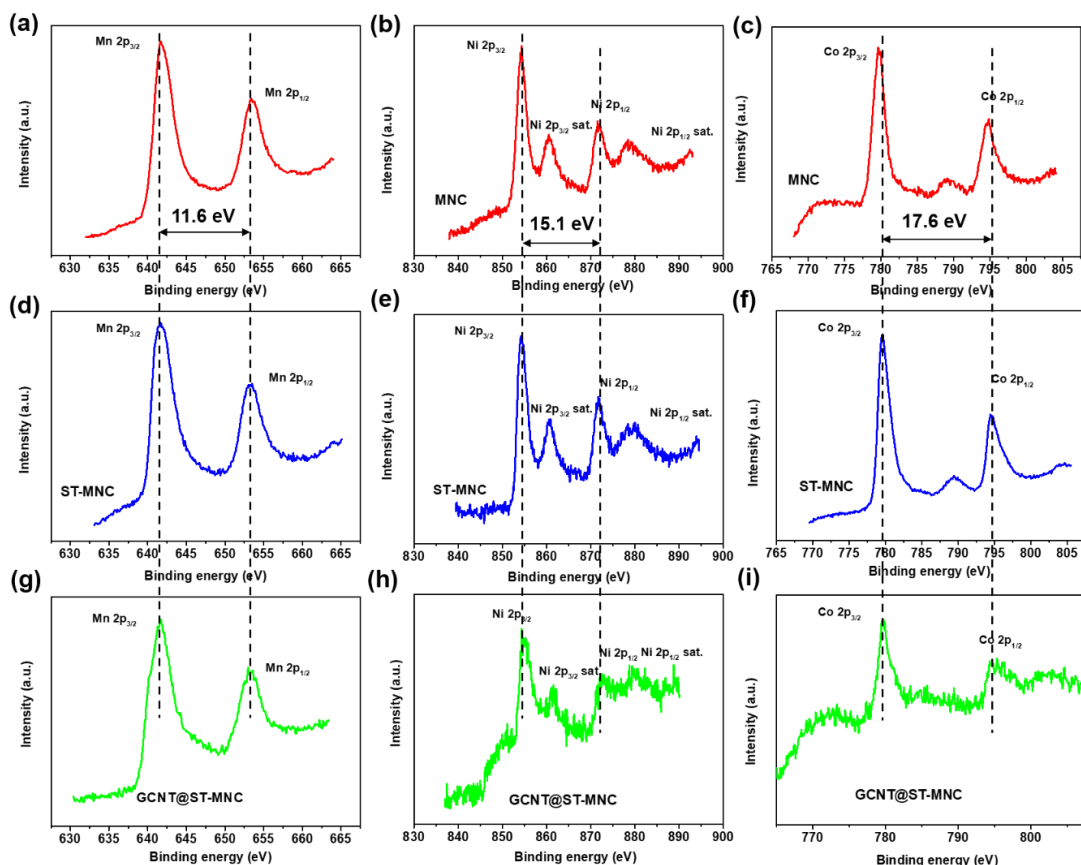 (a)
Mn 2p3/2
Mn 2p1/2
11.6 eV
Intensity (a.u.)
630 635 640 645 650 655 660 665
Binding energy (eV)
(b)
Ni 2p3/2
Ni 2p1/2
Ni 2p3/2 sat.
Ni 2p1/2 sat.
MNC
15.1 eV
Intensity (a.u.)
830 840 850 860 870 880 890 900
Binding energy (eV)
(c)
Co 2p3/2
Co 2p1/2
MNC
17.6 eV
Intensity (a.u.)
765 770 775 780 785 790 795 800 805
Binding energy (eV)
(d)
Mn 2p3/2
Mn 2p1/2
ST-MNC
Intensity (a.u.)
630 635 640 645 650 655 660 665
Binding energy (eV)
(e)
Ni 2p3/2
Ni 2p1/2
Ni 2p3/2 sat.
Ni 2p1/2 sat.
ST-MNC
Intensity (a.u.)
830 840 850 860 870 880 890 900
Binding energy (eV)
(f)
Co 2p3/2
Co 2p1/2
ST-MNC
Intensity (a.u.)
765 770 775 780 785 790 795 800 805
Binding energy (eV)
(g)
Mn 2p3/2
Mn 2p1/2
GCNT@ST-MNC
Intensity (a.u.)
630 635 640 645 650 655 660 665
Binding energy (eV)
(h)
Ni 2p3/2
Ni 2p1/2 Ni 2p1/2 sat.
Ni 2p3/2 sat.
GCNT@ST-MNC
Intensity (a.u.)
830 840 850 860 870 880 890 900
Binding energy (eV)
(i)
Co 2p3/2
Co 2p1/2
GCNT@ST-MNC
Intensity (a.u.)
770 780 790 800
Binding energy (eV)